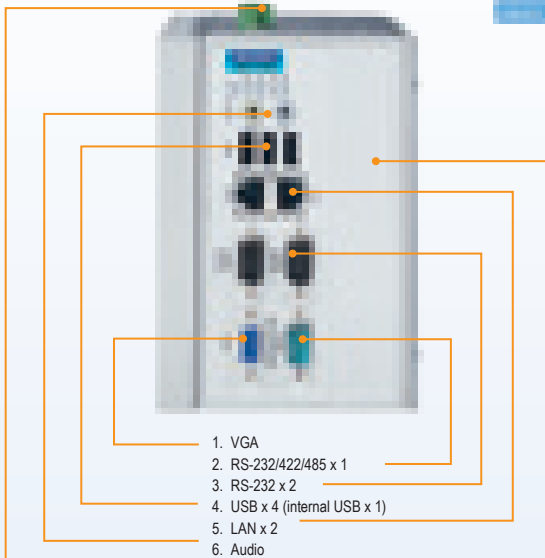 1. VGA
2. RS-232/422/485 x 1
3. RS-232 x 2
4. USB x 4 (internal USB x 1)
5. LAN x 2
6. Audio